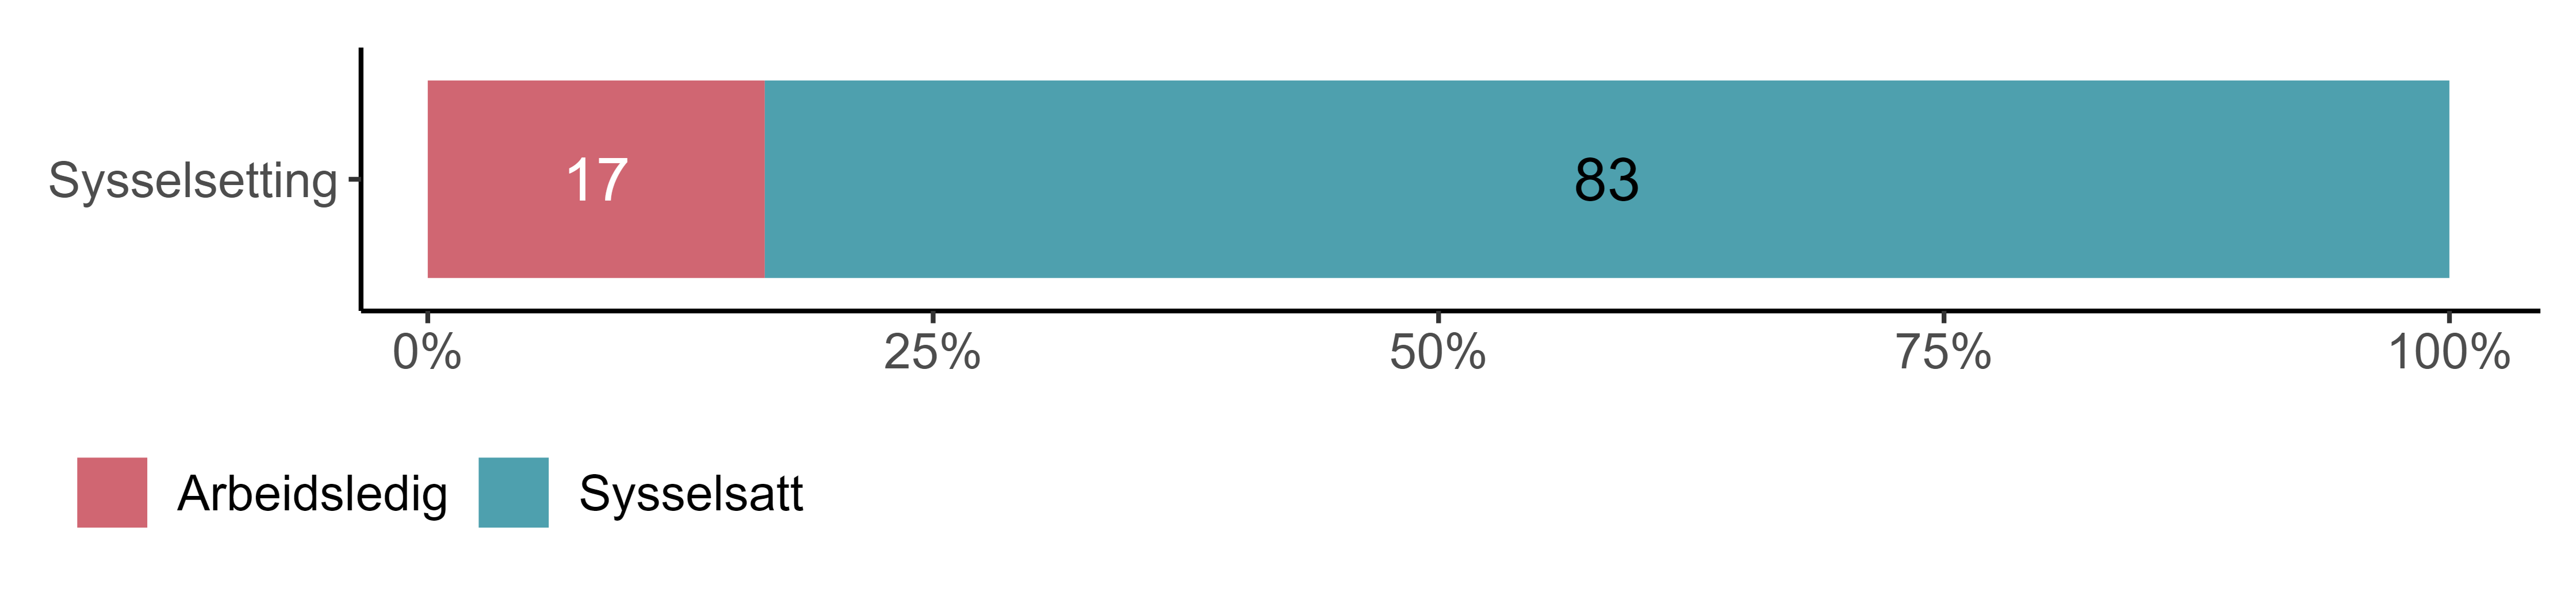 Sysselsetting 17 83
0% 25% 50% 75% 100%
Arbeidsledig Sysselsatt